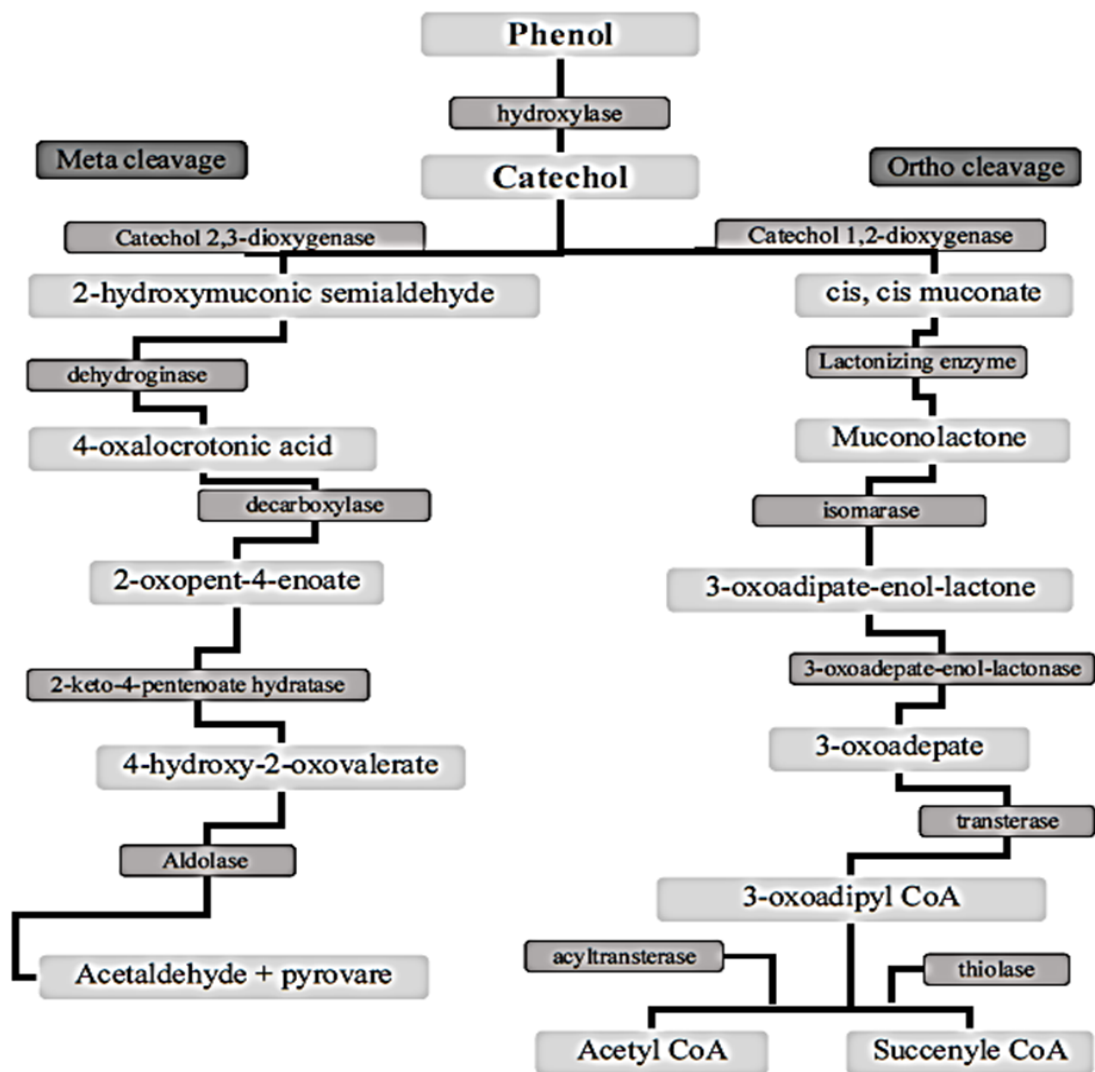 Phenol
hydroxylase
Meta cleavage
Ortho cleavage
Catechol
Catechol 2,3-dioxygenase
Catechol 1,2-dioxygenase
2-hydroxymuconic semialdehyde
cis, cis muconate
dehydroginase
Lactonizing enzyme
4-oxalocrotonic acid
Muconolactone
decarboxylase
isomarase
2-oxopent-4-enoate
3-oxoadipate-enol-lactone
2-keto-4-pentenoate hydratase
3-oxoadepate-enol-lactonase
4-hydroxy-2-oxovalerate
3-oxoadepate
transterase
Aldolase
3-oxoadipyl CoA
acyltransterase
thiolase
Acetaldehyde + pyrovare
Acetyl CoA
Succenyle CoA